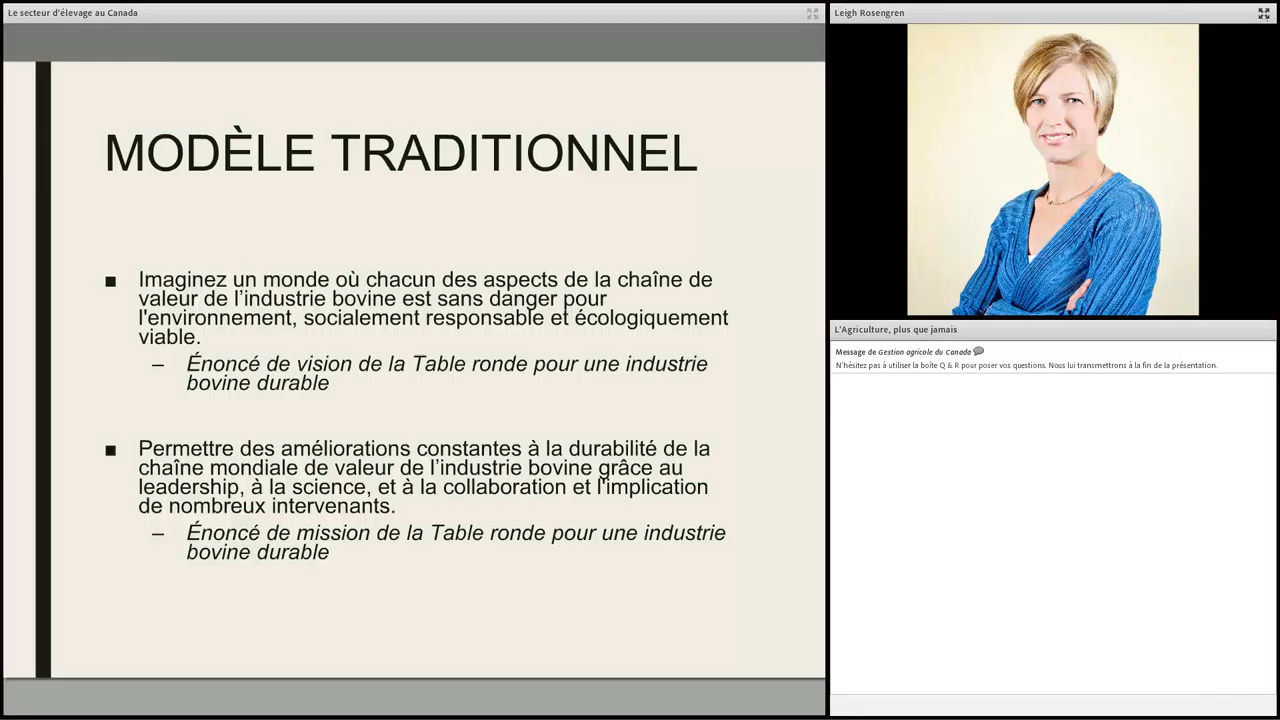 Le secteur d'élevage au Canada
MODÈLE TRADITIONNEL
■ Imaginez un monde où chacun des aspects de la chaîne de
valeur de l’industrie bovine est sans danger pour
l'environnement, socialement responsable et écologiquement
viable.
– Énoncé de vision de la Table ronde pour une industrie
bovine durable
■ Permettre des améliorations constantes à la durabilité de la
chaîne mondiale de valeur de l’industrie bovine grâce au
leadership, à la science, et à la collaboration et l'implication
de nombreux intervenants.
– Énoncé de mission de la Table ronde pour une industrie
bovine durable
Leigh Rosengren
L'Agriculture, plus que jamais
Message de Gestion agricole du Canada
N'hésitez pas à utiliser la boîte Q & R pour poser vos questions. Nous lui transmettrons à la fin de la présentation.